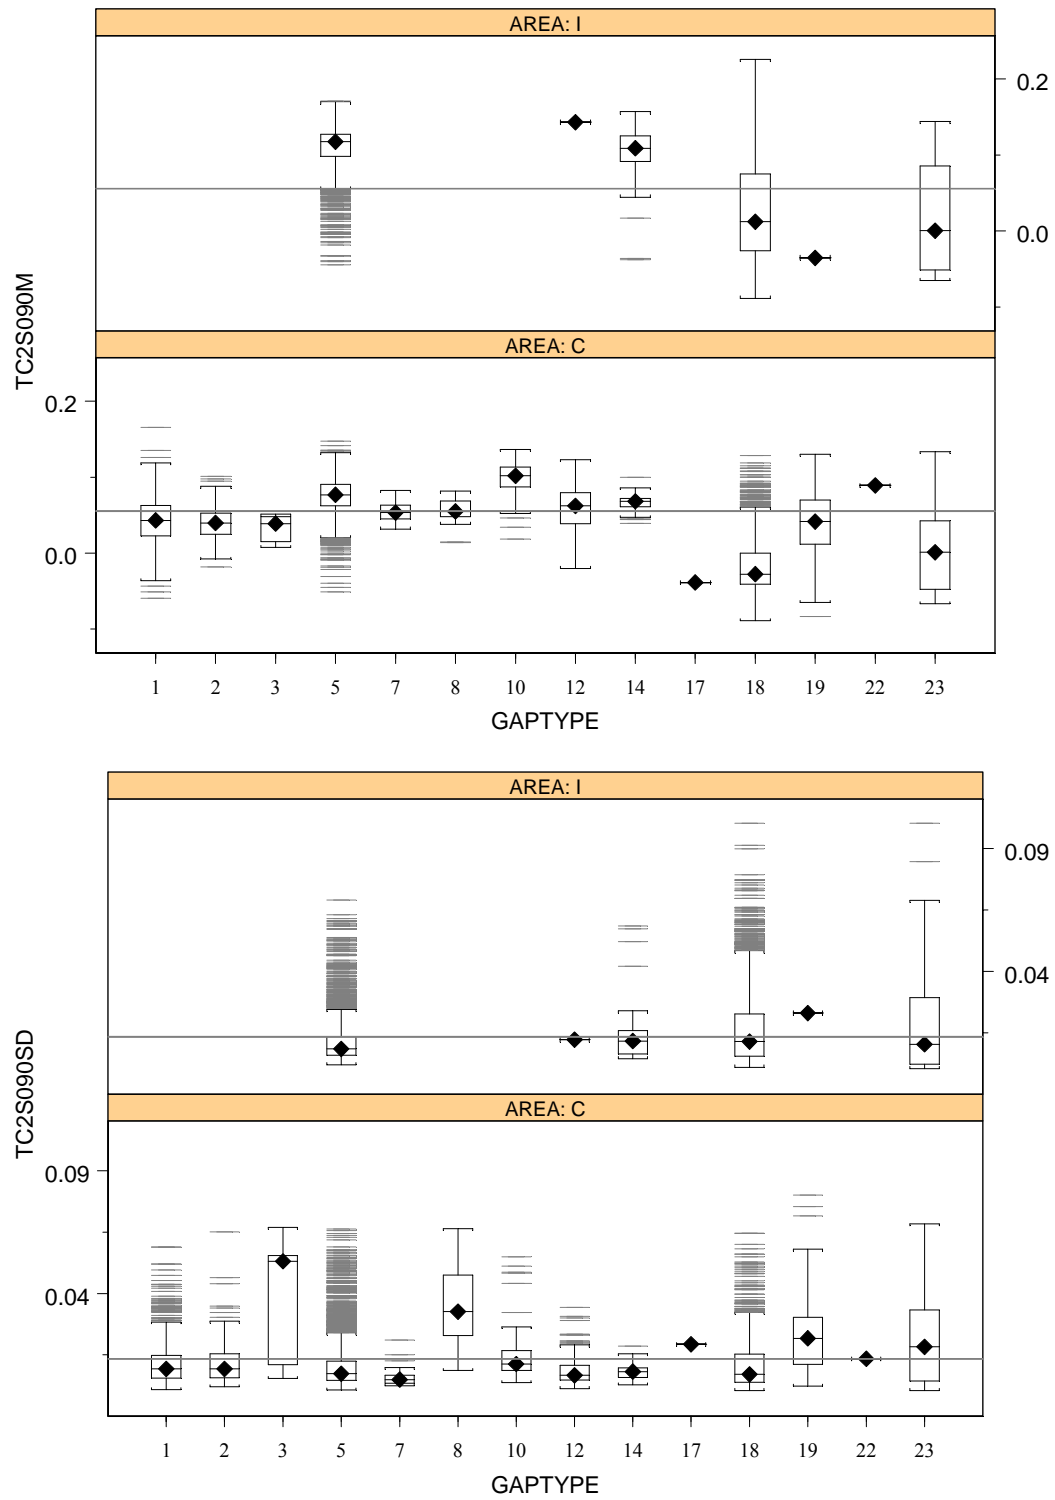 AREA: I
0.2
0.0
TC2S090M
AREA: C
0.2
0.0
1 2 3 5 7 8 10 12 14 17 18 19 22 23
GAPTYPE
AREA: I
0.09
0.04
TC2S090SD
AREA: C
0.09
0.04
1 2 3 5 7 8 10 12 14 17 18 19 22 23
GAPTYPE